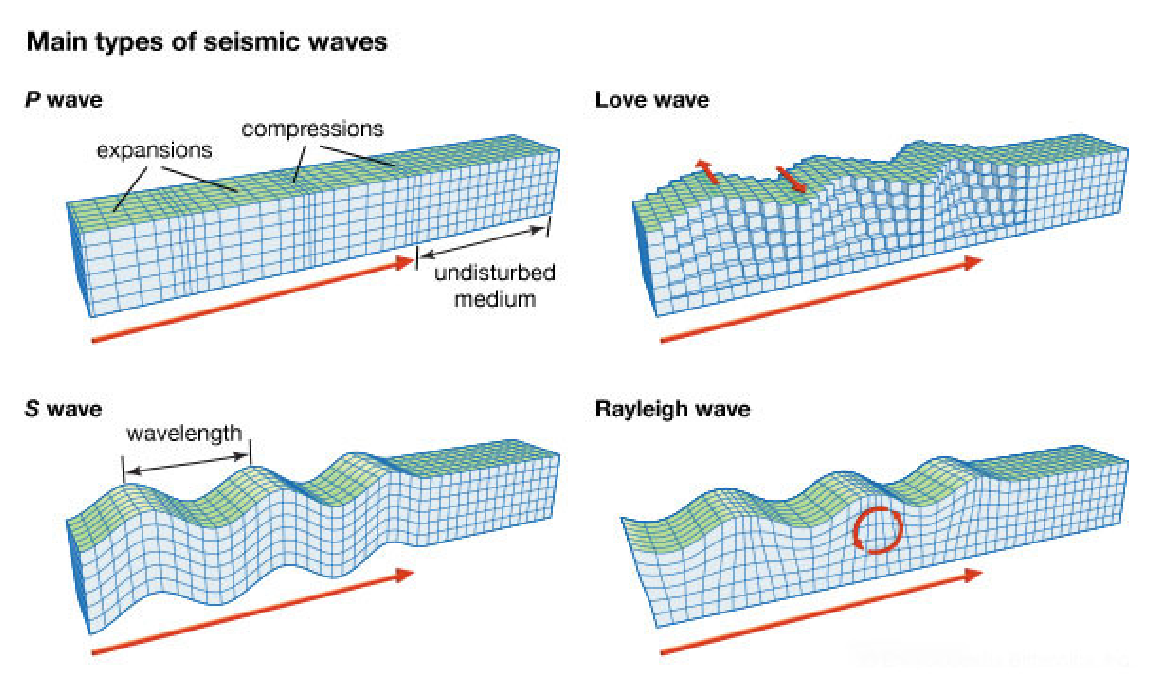 Main types of seismic waves
P wave
compressions
expansions
undisturbed
medium
Love wave
S wave
wavelength
Rayleigh wave